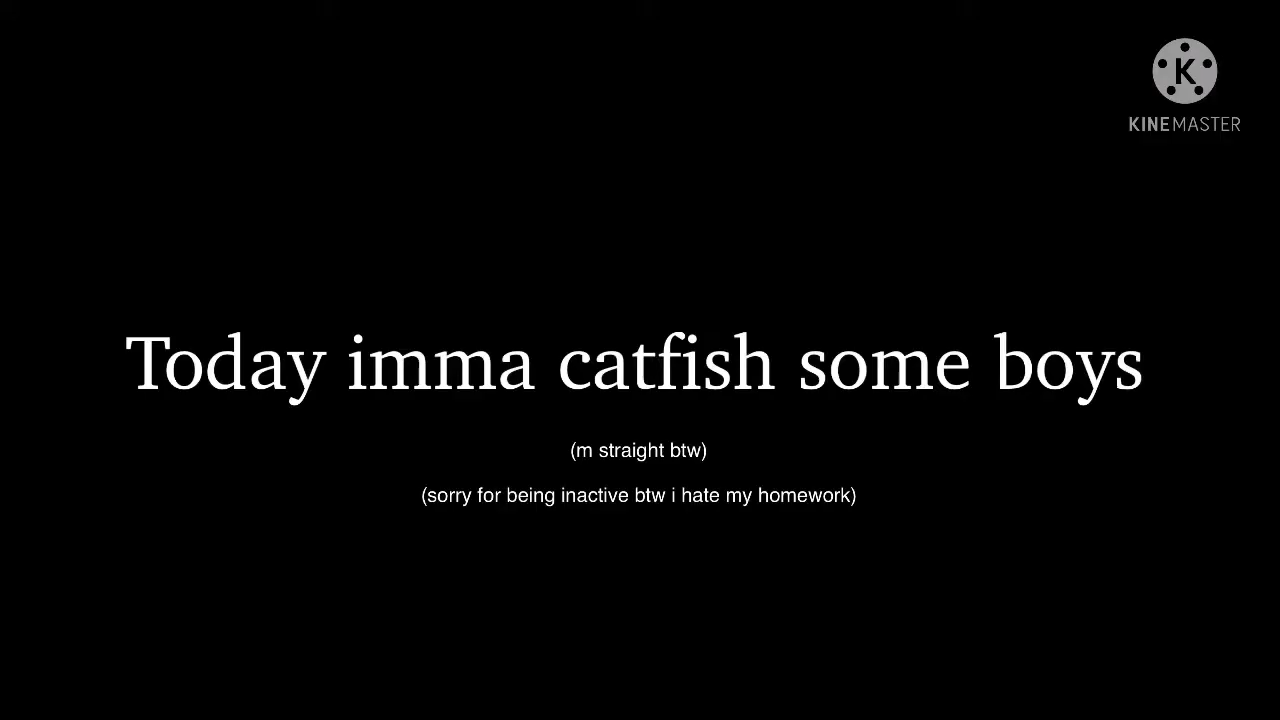 K
KINEMASTER
Today imma catfish some boys
(m straight btw)
(sorry for being inactive btw i hate my homework)